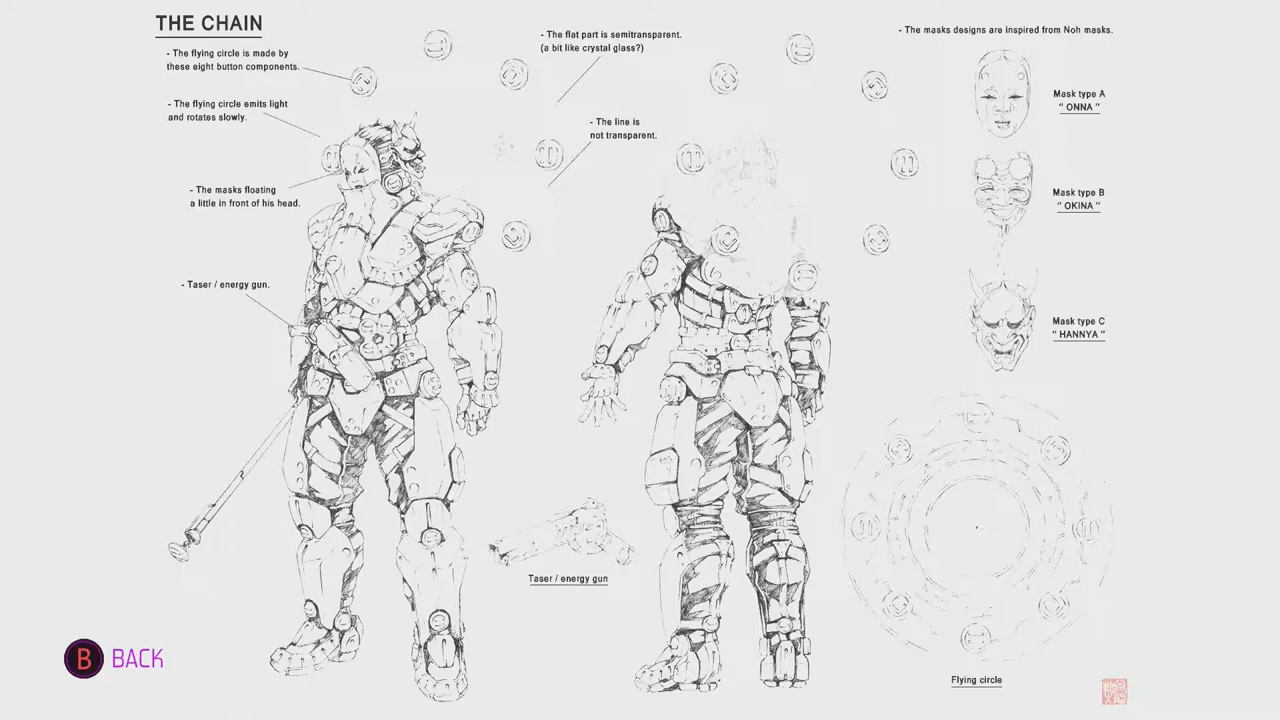 THE CHAIN
- The flying circle is made by
these eight button components.
- The flying circle emits light
and rotates slowly.
- The masks floating
a little in front of his head.
- Taser / energy gun.
- The flat part is semitransparent.
(a bit like crystal glass?)
- The line is
not transparent.
- The masks designs are inspired from Noh masks.
Mask type A
“ ONNA ”
Mask type B
“ OKINA ”
Mask type C
“ HANNYA ”
Taser / energy gun
Flying circle
B BACK